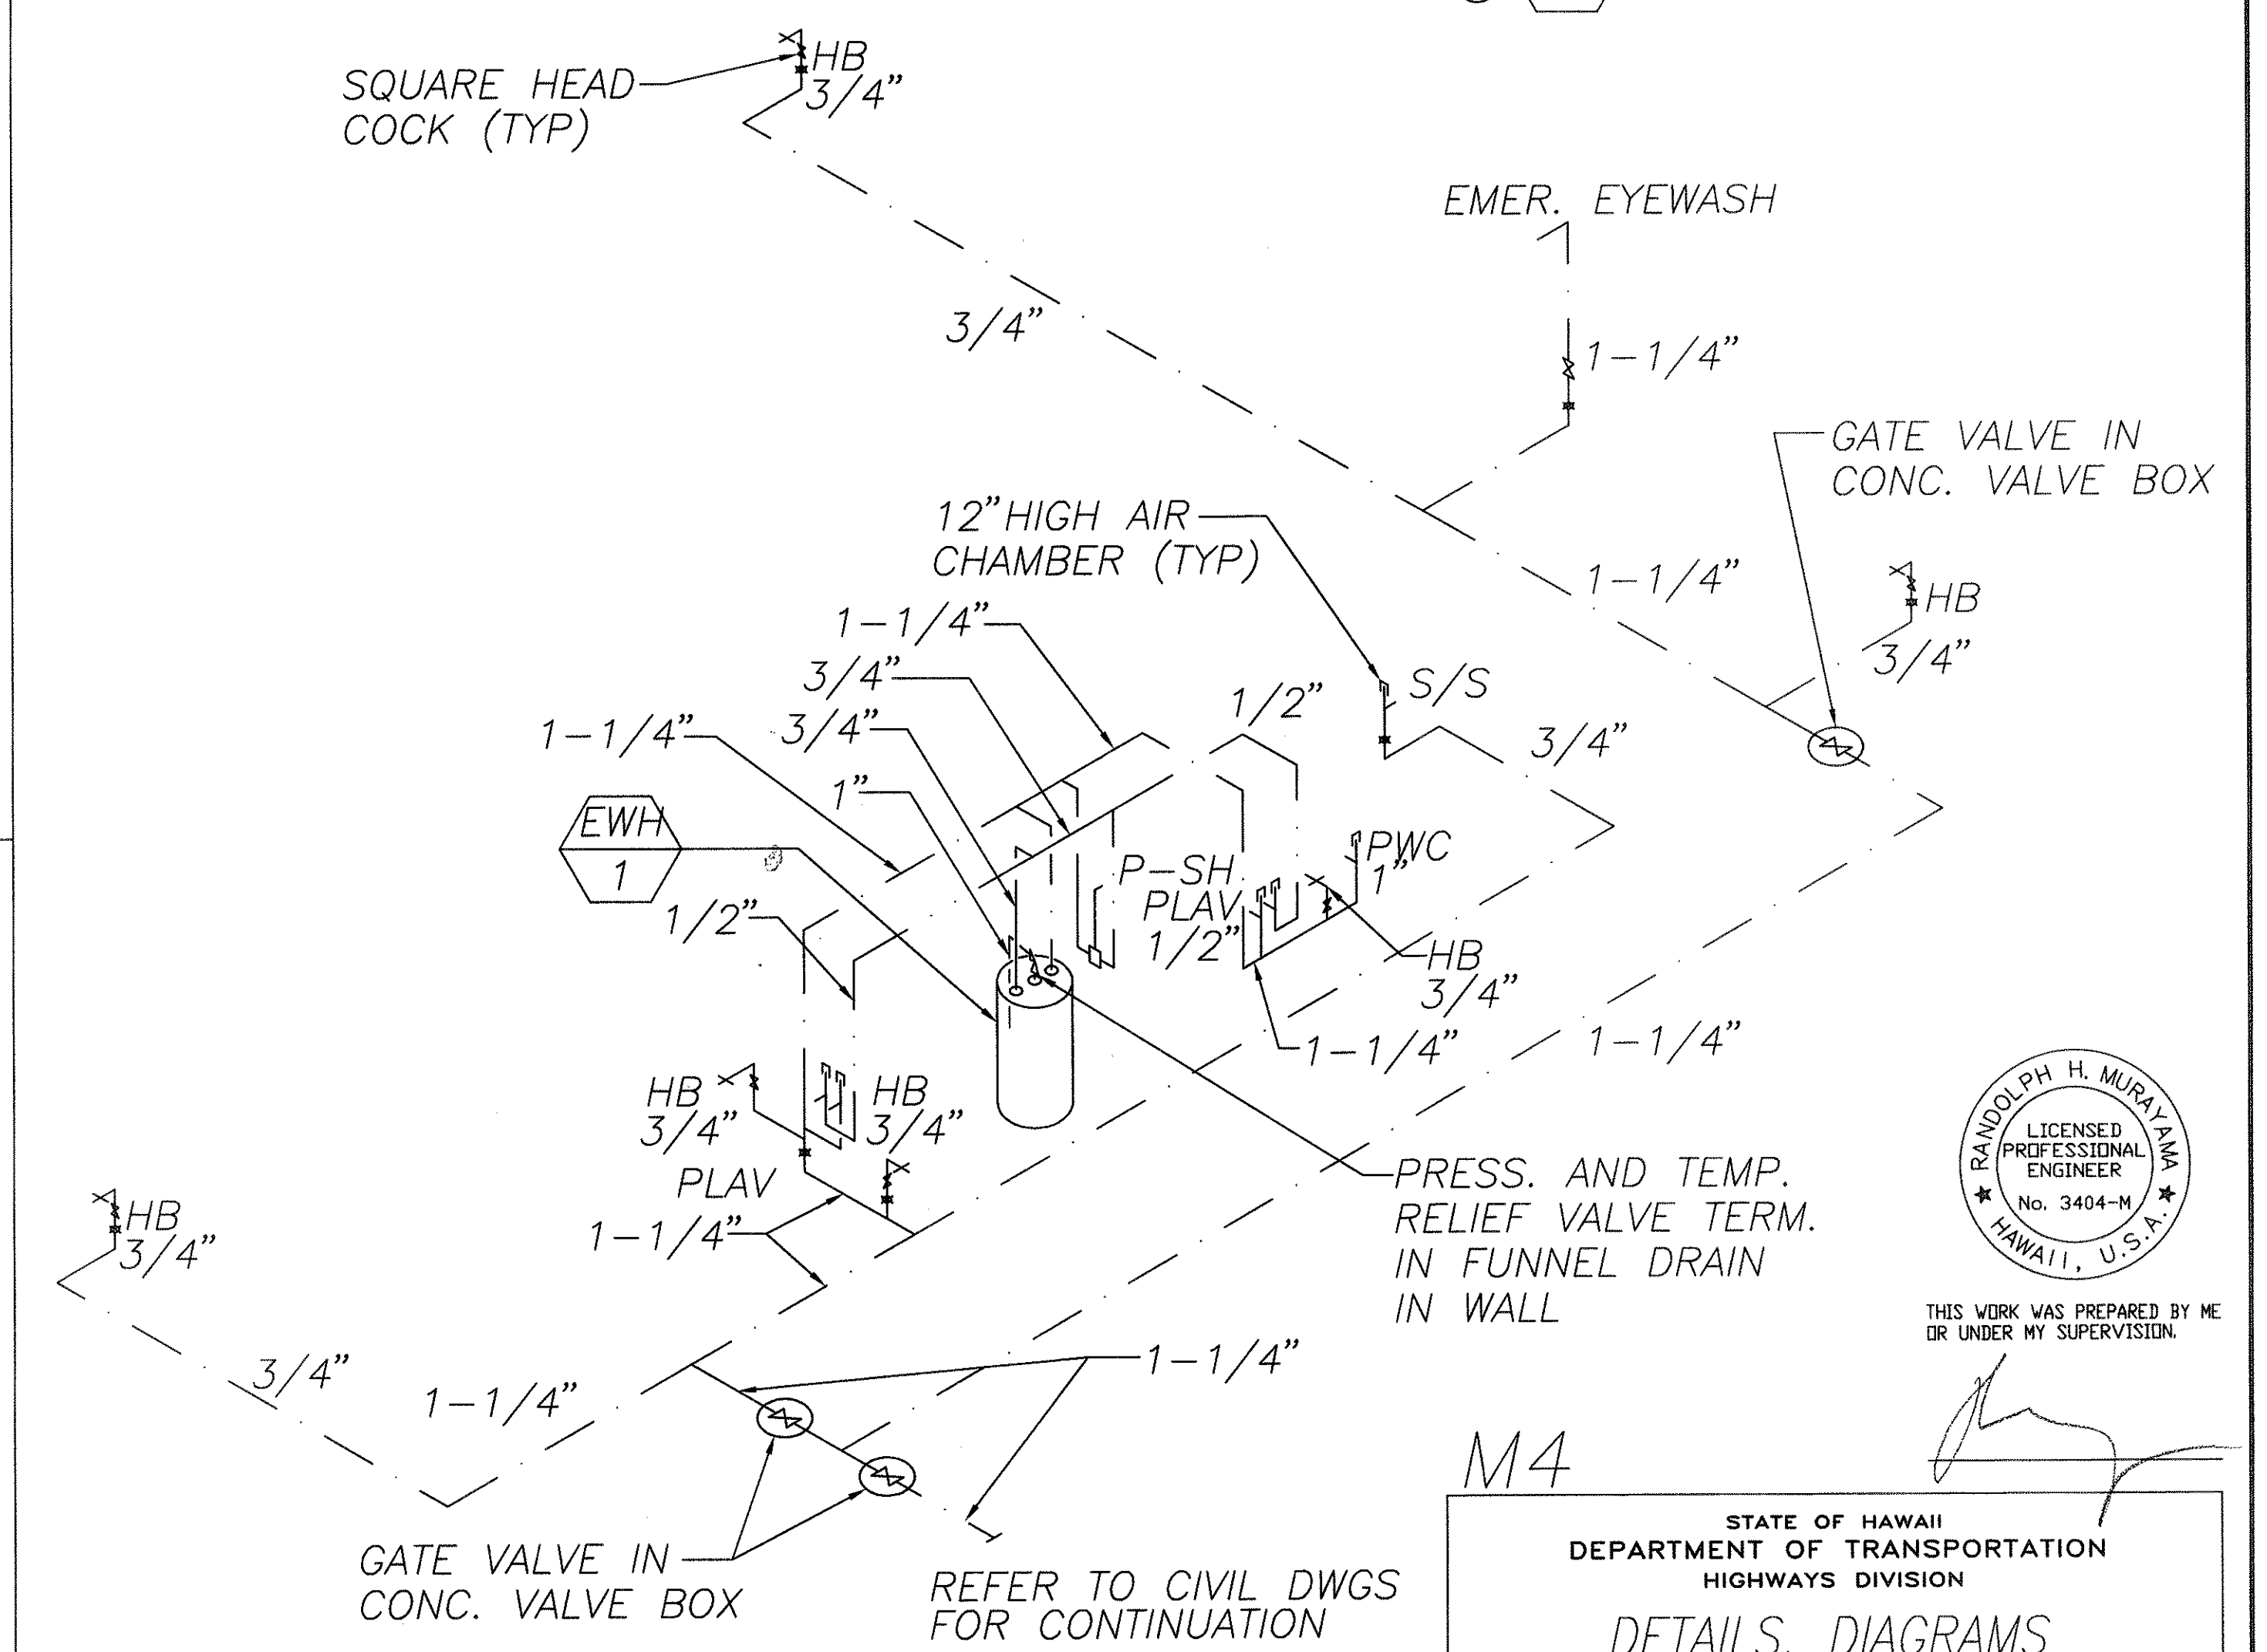 HB
3/4"
SQUARE HEAD
COCK (TYP)
EMER. EYEWASH
3/4"
1-1/4"
GATE VALVE IN
CONC. VALVE BOX
12" HIGH AIR
CHAMBER (TYP)
1-1/4"
HB
3/4"
1-1/4"
3/4"
S/S
1/2"
3/4"
1-1/4"
3/4"
1"
EWH
1
1/2"
P-SH
PLAV
1/2"
PWC
1"
HB
3/4"
1-1/4"
1-1/4"
HB
3/4"
HB
3/4"
PLAV
1-1/4"
PRESS. AND TEMP.
RELIEF VALVE TERM.
IN FUNNEL DRAIN
IN WALL
HB
3/4"
3/4"
1-1/4"
1-1/4"
GATE VALVE IN
CONC. VALVE BOX
REFER TO CIVIL DWGS
FOR CONTINUATION
RANDOLPH H. MURAYAMA
LICENSED
PROFESSIONAL
ENGINEER
No. 3404-M
HAWAII, U.S.A.
THIS WORK WAS PREPARED BY ME
OR UNDER MY SUPERVISION.
M4
STATE OF HAWAII
DEPARTMENT OF TRANSPORTATION
HIGHWAYS DIVISION
DETAILS, DIAGRAMS